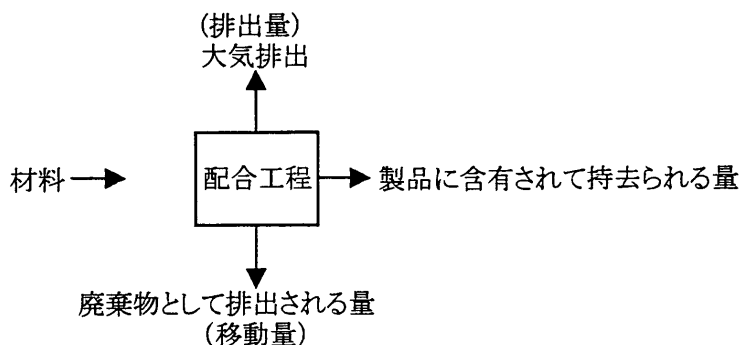 (排出量)
大気排出
材料
配合工程
製品に含有されて持去られる量
廃棄物として排出される量
(移動量)